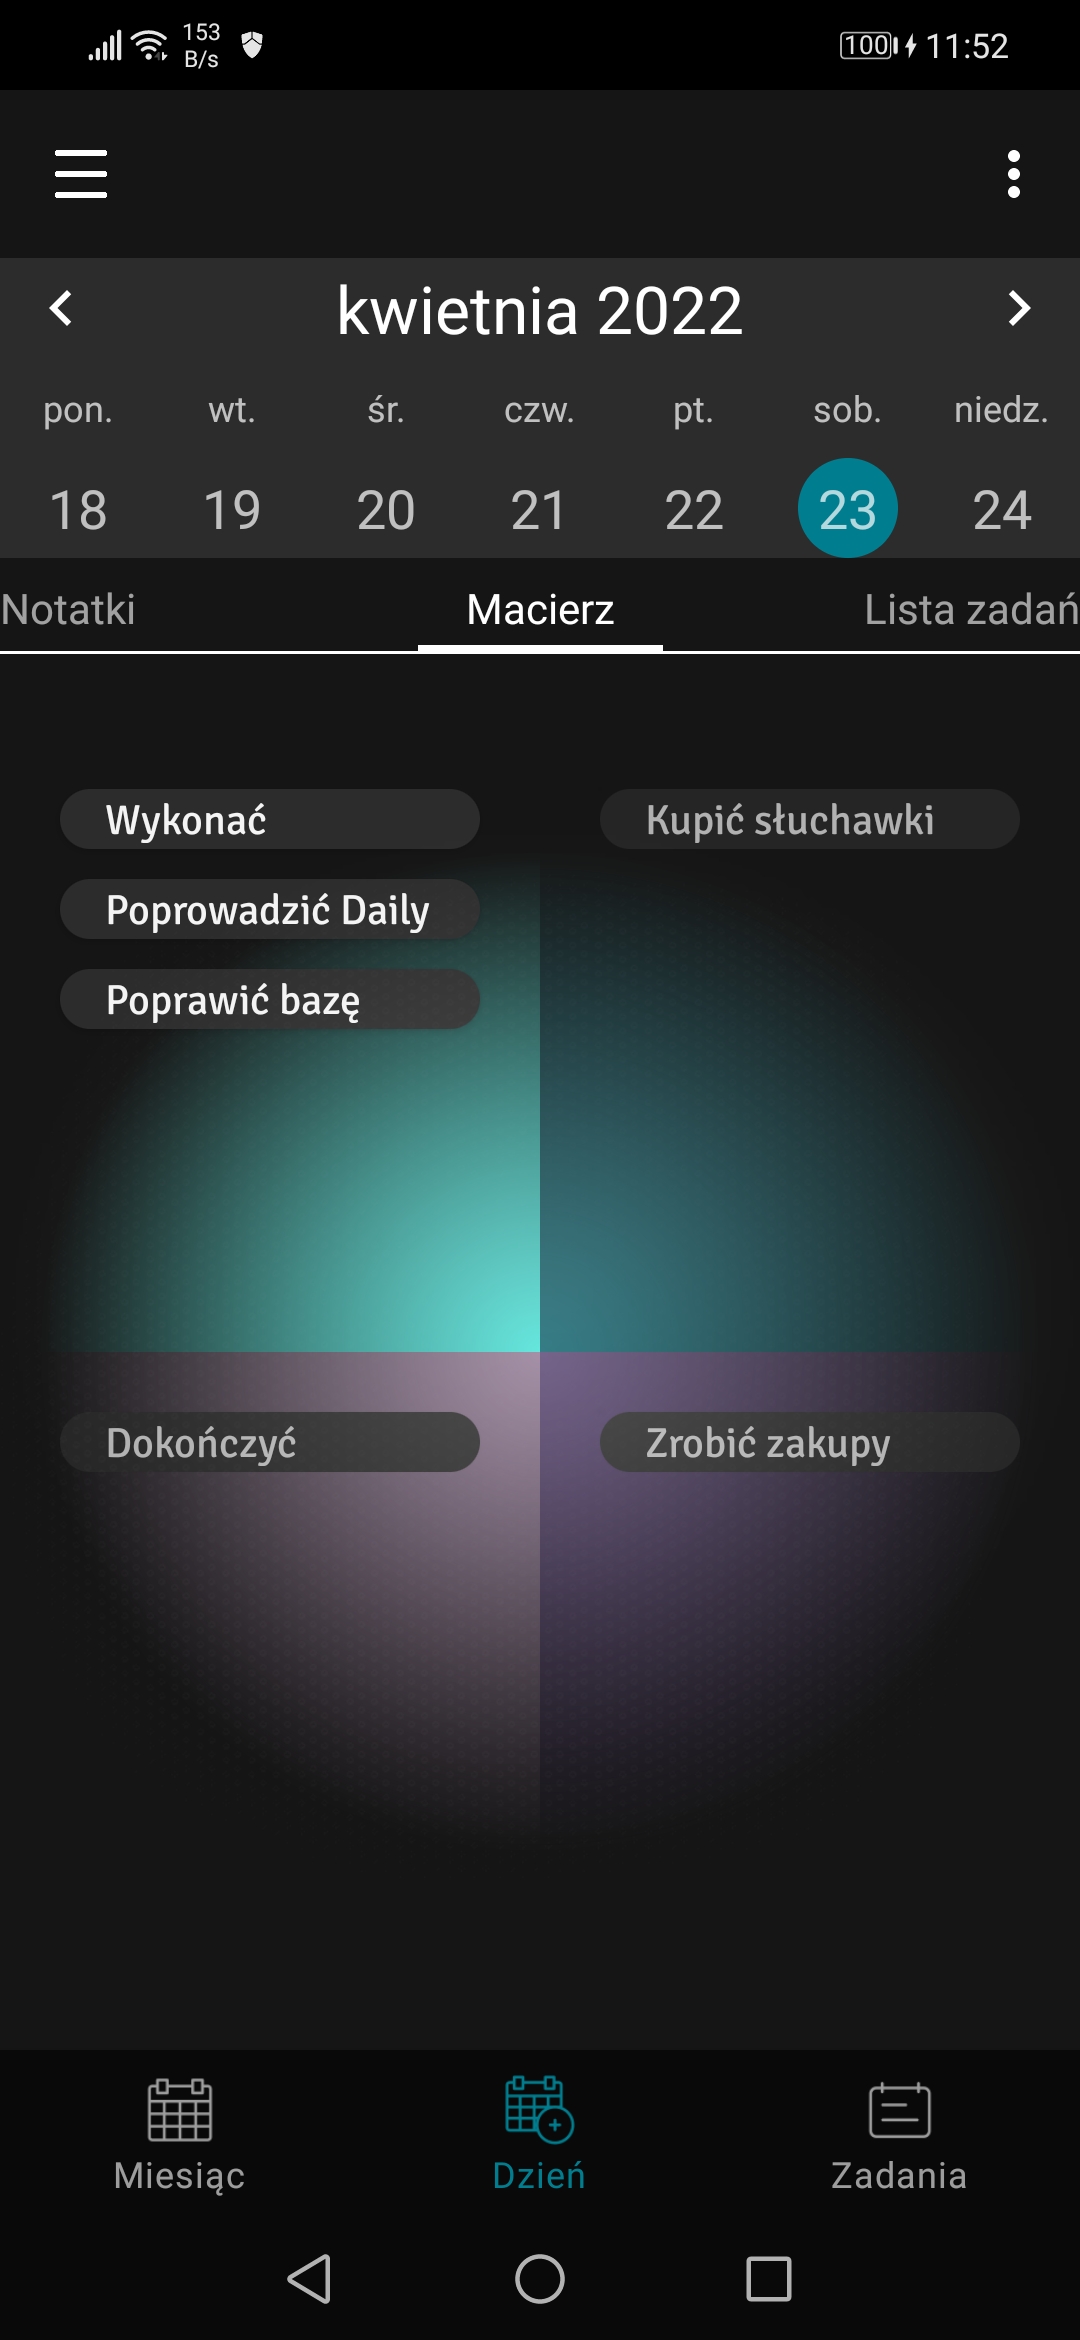 153
B/s
100
11:52
kwietnia 2022
pon. wt. śr. czw. pt. sob. niedz.
18 19 20 21 22 23 24
Notatki Macierz Lista zadań
Wykonać
Kupić słuchawki
Poprowadzić Daily
Poprawić bazę
Dokończyć
Zrobić zakupy
Miesiąc Dzień Zadania